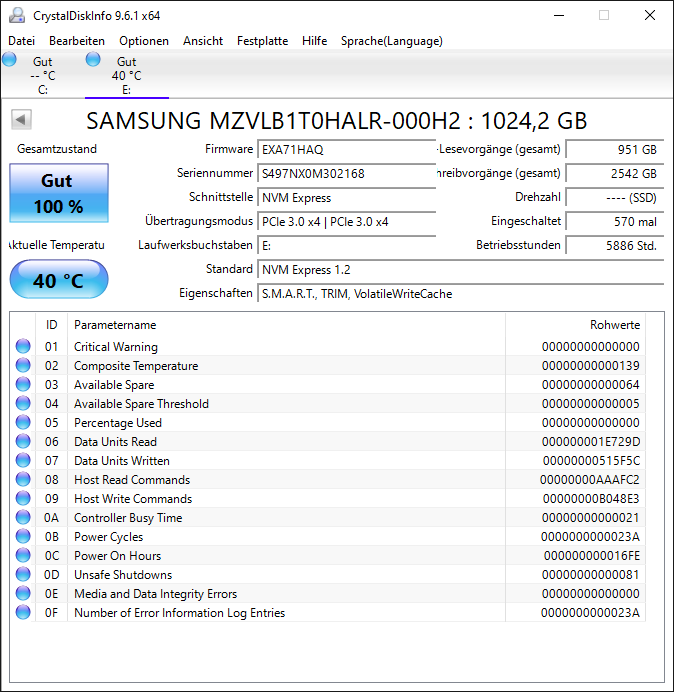 CrystalDiskInfo 9.6.1 x64
Datei Bearbeiten Optionen Ansicht Festplatte Hilfe Sprache(Language)
Gut Gut
-- °C 40 °C
C: E:
SAMSUNG MZVLB1T0HALR-000H2 : 1024,2 GB
Gesamtzustand Firmware EXA71HAQ -Lesevorgänge (gesamt) 951 GB
Gut Seriennummer S497NX0M302168 hreibvorgänge (gesamt) 2542 GB
100 % Schnittstelle NVM Express Drehzahl ---- (SSD)
Übertragungsmodus PCIe 3.0 x4 | PCIe 3.0 x4 Eingeschaltet 570 mal
Aktuelle Temperatu Laufwerksbuchstaben E: Betriebsstunden 5886 Std.
40 °C Standard NVM Express 1.2
Eigenschaften S.M.A.R.T., TRIM, VolatileWriteCache
ID Parametername Rohwerte
01 Critical Warning 00000000000000
02 Composite Temperature 00000000000139
03 Available Spare 00000000000064
04 Available Spare Threshold 00000000000005
05 Percentage Used 00000000000000
06 Data Units Read 000000001E729D
07 Data Units Written 00000000515F5C
08 Host Read Commands 00000000AAAFC2
09 Host Write Commands 00000000B048E3
0A Controller Busy Time 00000000000021
0B Power Cycles 0000000000023A
0C Power On Hours 000000000016FE
0D Unsafe Shutdowns 00000000000081
0E Media and Data Integrity Errors 00000000000000
0F Number of Error Information Log Entries 0000000000023A